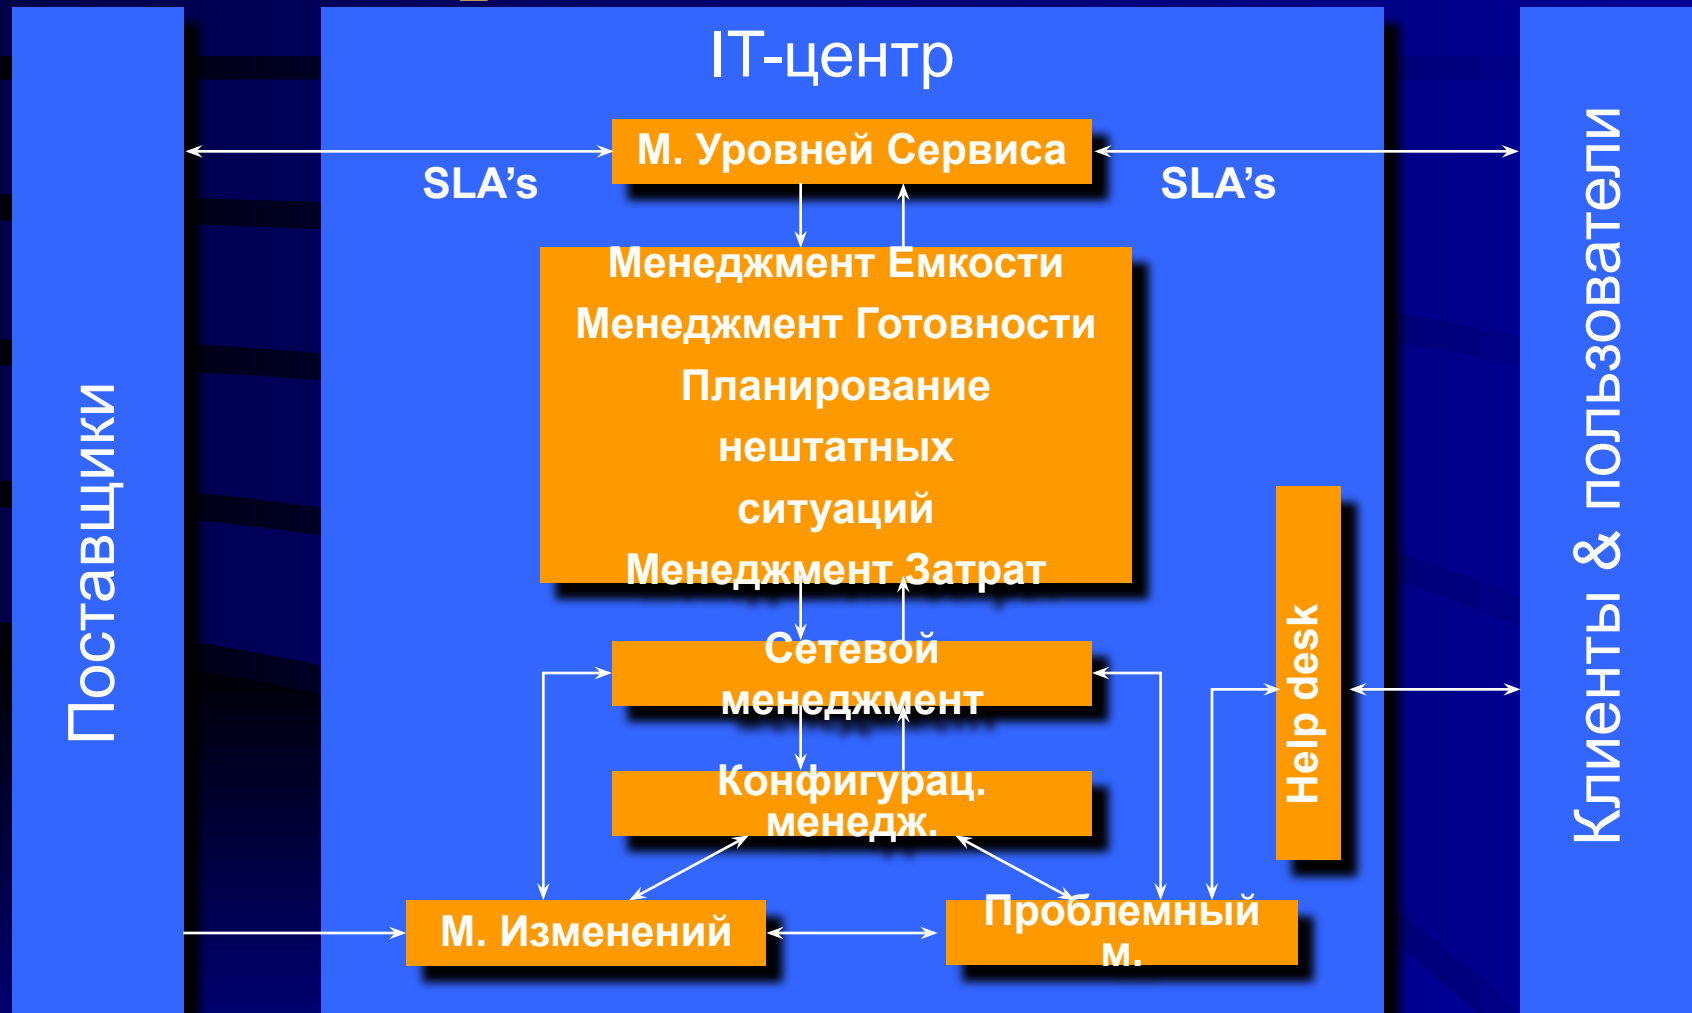 IT-центр
Поставщики
М. Уровней Сервиса
SLA's
SLA's
Менеджмент Емкости
Менеджмент Готовности
Планирование
нештатных
ситуаций
Менеджмент Затрат
Сетевой
менеджмент
Конфигурац.
менедж.
М. Изменений
Проблемный
м.
Help desk
Клиенты & пользователи